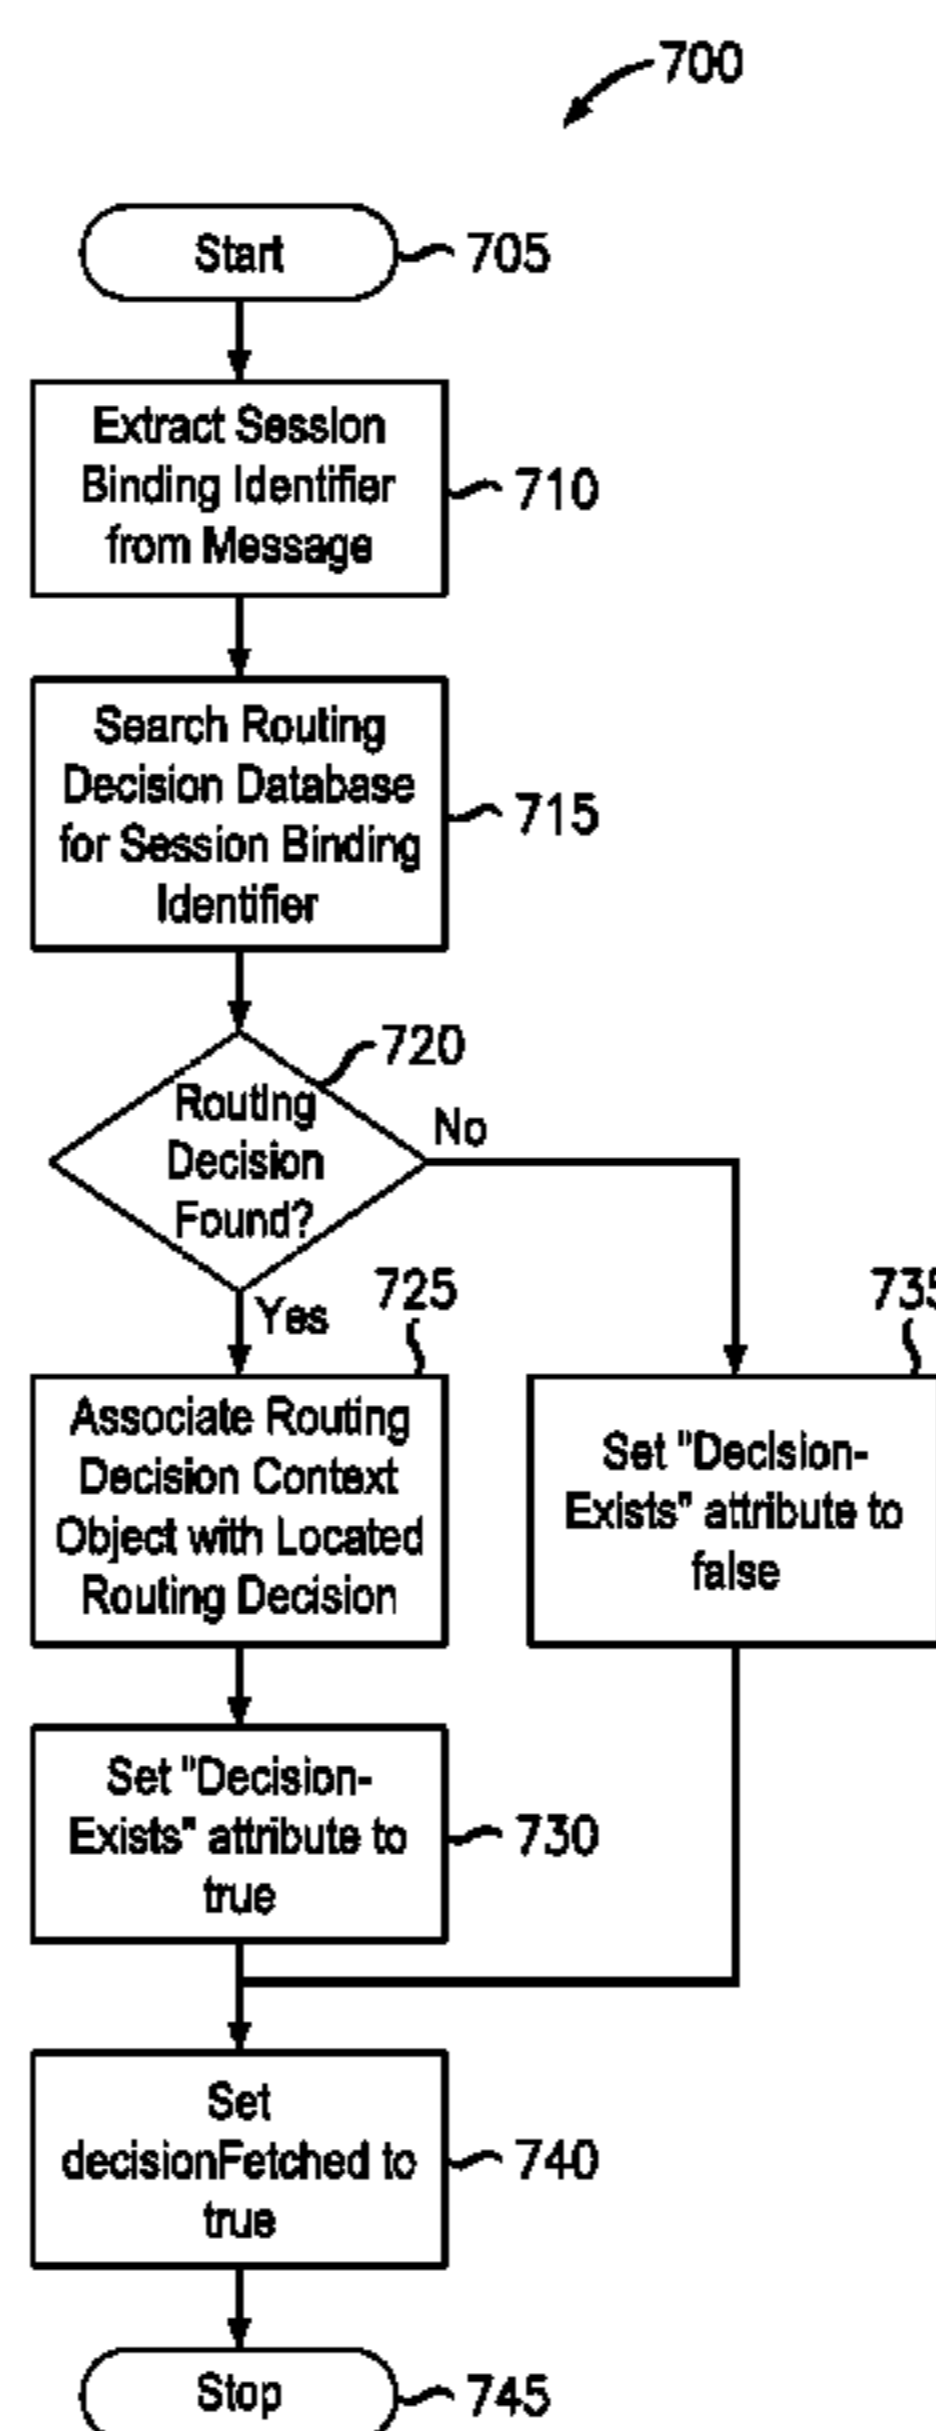 700
Start
705
Extract Session
Binding Identifier
from Message
710
Search Routing
Decision Database
for Session Binding
Identifier
715
720
Routing
Decision
Found?
No
Yes
725
735
Associate Routing
Decision Context
Object with Located
Routing Decision
Set "Decision-
Exists" attribute to
false
Set "Decision-
Exists" attribute to
true
730
Set
decisionFetched to
true
740
Stop
745